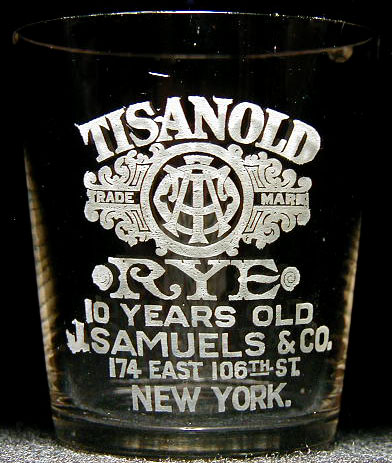 TISANOLD
TRADE MARK
RYE
10 YEARS OLD
J. SAMUELS & CO.
174 EAST 106TH ST.
NEW YORK.